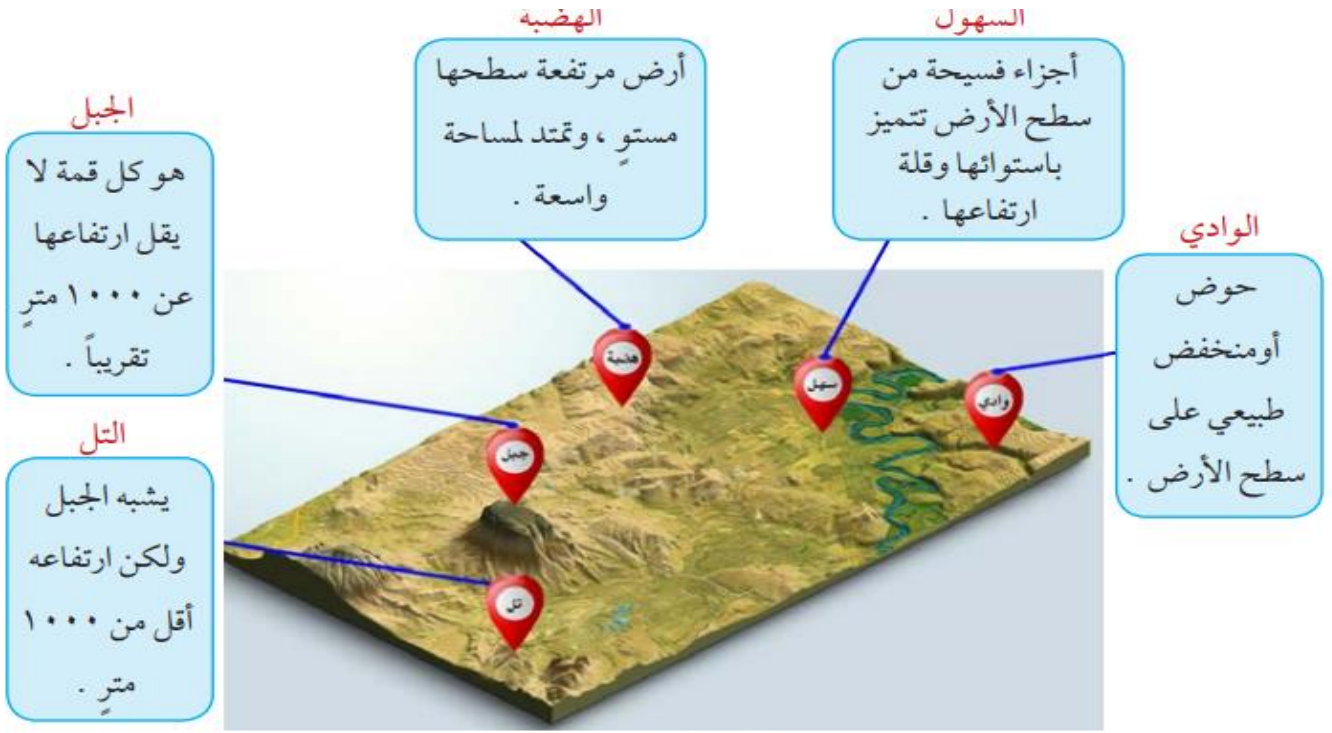 السهول
أجزاء فسيحة من
سطح الأرض تتميز
باستوائها وقلة
ارتفاعها .
الهضبة
أرض مرتفعة سطحها
مستوٍ ، وتمتد لمساحة
واسعة .
الوادي
حوض
أومنخفض
طبيعي على
سطح الأرض .
الجبل
هو كل قمة لا
يقل ارتفاعها
عن ١٠٠٠ مترٍ
تقريباً .
التل
يشبه الجبل
ولكن ارتفاعه
أقل من ١٠٠٠
مترٍ .
هضبة
سهل
وادي
جبل
تل